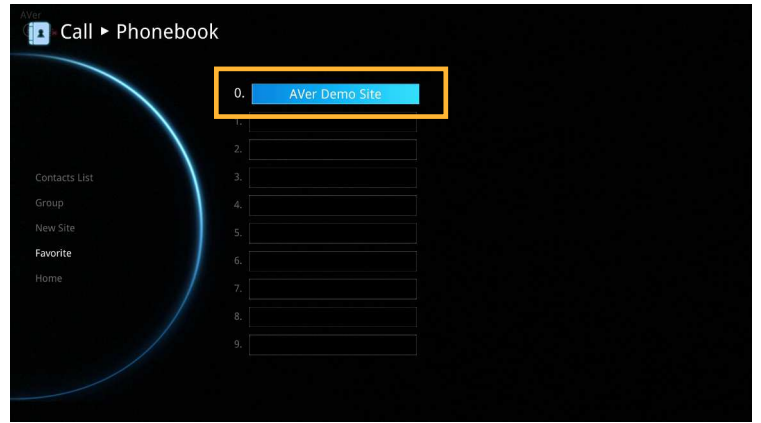 AVer
Call ► Phonebook
0. AVer Demo Site
1.
2.
Contacts List
3.
Group
4.
New Site
5.
Favorite
6.
Home
7.
8.
9.